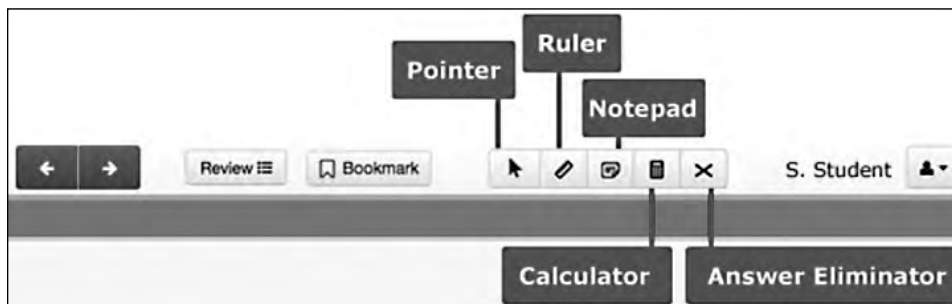 Ruler
Pointer
Notepad
Review
Bookmark
S. Student
Calculator
Answer Eliminator